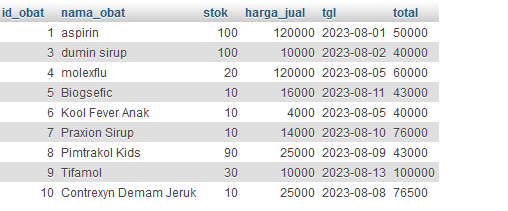 id_obat nama_obat stok harga_jual tgl total
1 aspirin 100 120000 2023-08-01 50000
3 dumin sirup 100 10000 2023-08-02 40000
4 molexflu 20 120000 2023-08-05 60000
5 Biogsefic 10 16000 2023-08-11 43000
6 Kool Fever Anak 10 4000 2023-08-05 40000
7 Praxion Sirup 10 14000 2023-08-10 76000
8 Pimtrakol Kids 90 25000 2023-08-09 43000
9 Tifamol 30 10000 2023-08-13 100000
10 Contrexyn Demam Jeruk 10 25000 2023-08-08 76500